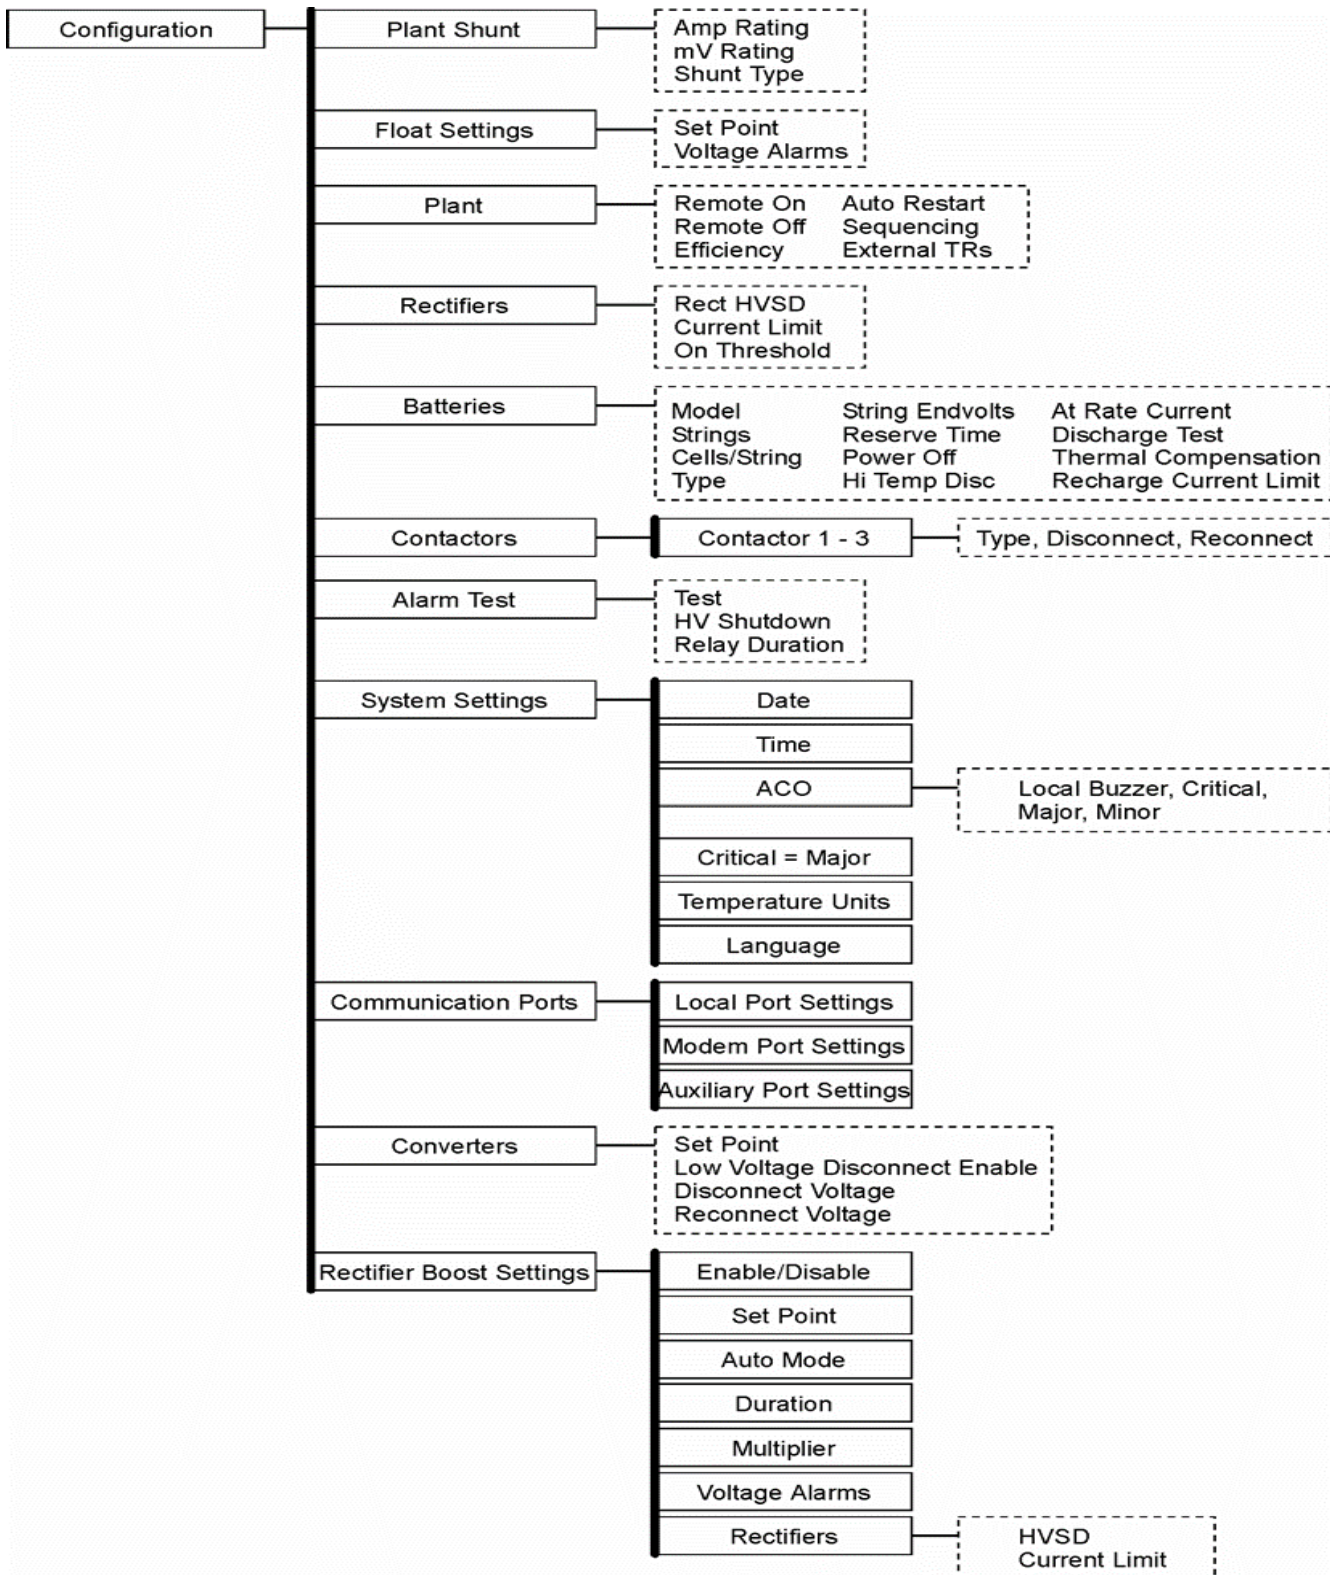 Configuration
Plant Shunt
Amp Rating
mV Rating
Shunt Type
Float Settings
Set Point
Voltage Alarms
Plant
Remote On Auto Restart
Remote Off Sequencing
Efficiency External TRs
Rectifiers
Rect HVSD
Current Limit
On Threshold
Batteries
Model String Endvolts At Rate Current
Strings Reserve Time Discharge Test
Cells/String Power Off Thermal Compensation
Type Hi Temp Disc Recharge Current Limit
Contactors
Contactor 1 - 3
Type, Disconnect, Reconnect
Alarm Test
Test
HV Shutdown
Relay Duration
System Settings
Date
Time
ACO
Local Buzzer, Critical,
Major, Minor
Critical = Major
Temperature Units
Language
Communication Ports
Local Port Settings
Modem Port Settings
Auxiliary Port Settings
Converters
Set Point
Low Voltage Disconnect Enable
Disconnect Voltage
Reconnect Voltage
Rectifier Boost Settings
Enable/Disable
Set Point
Auto Mode
Duration
Multiplier
Voltage Alarms
Rectifiers
HVSD
Current Limit